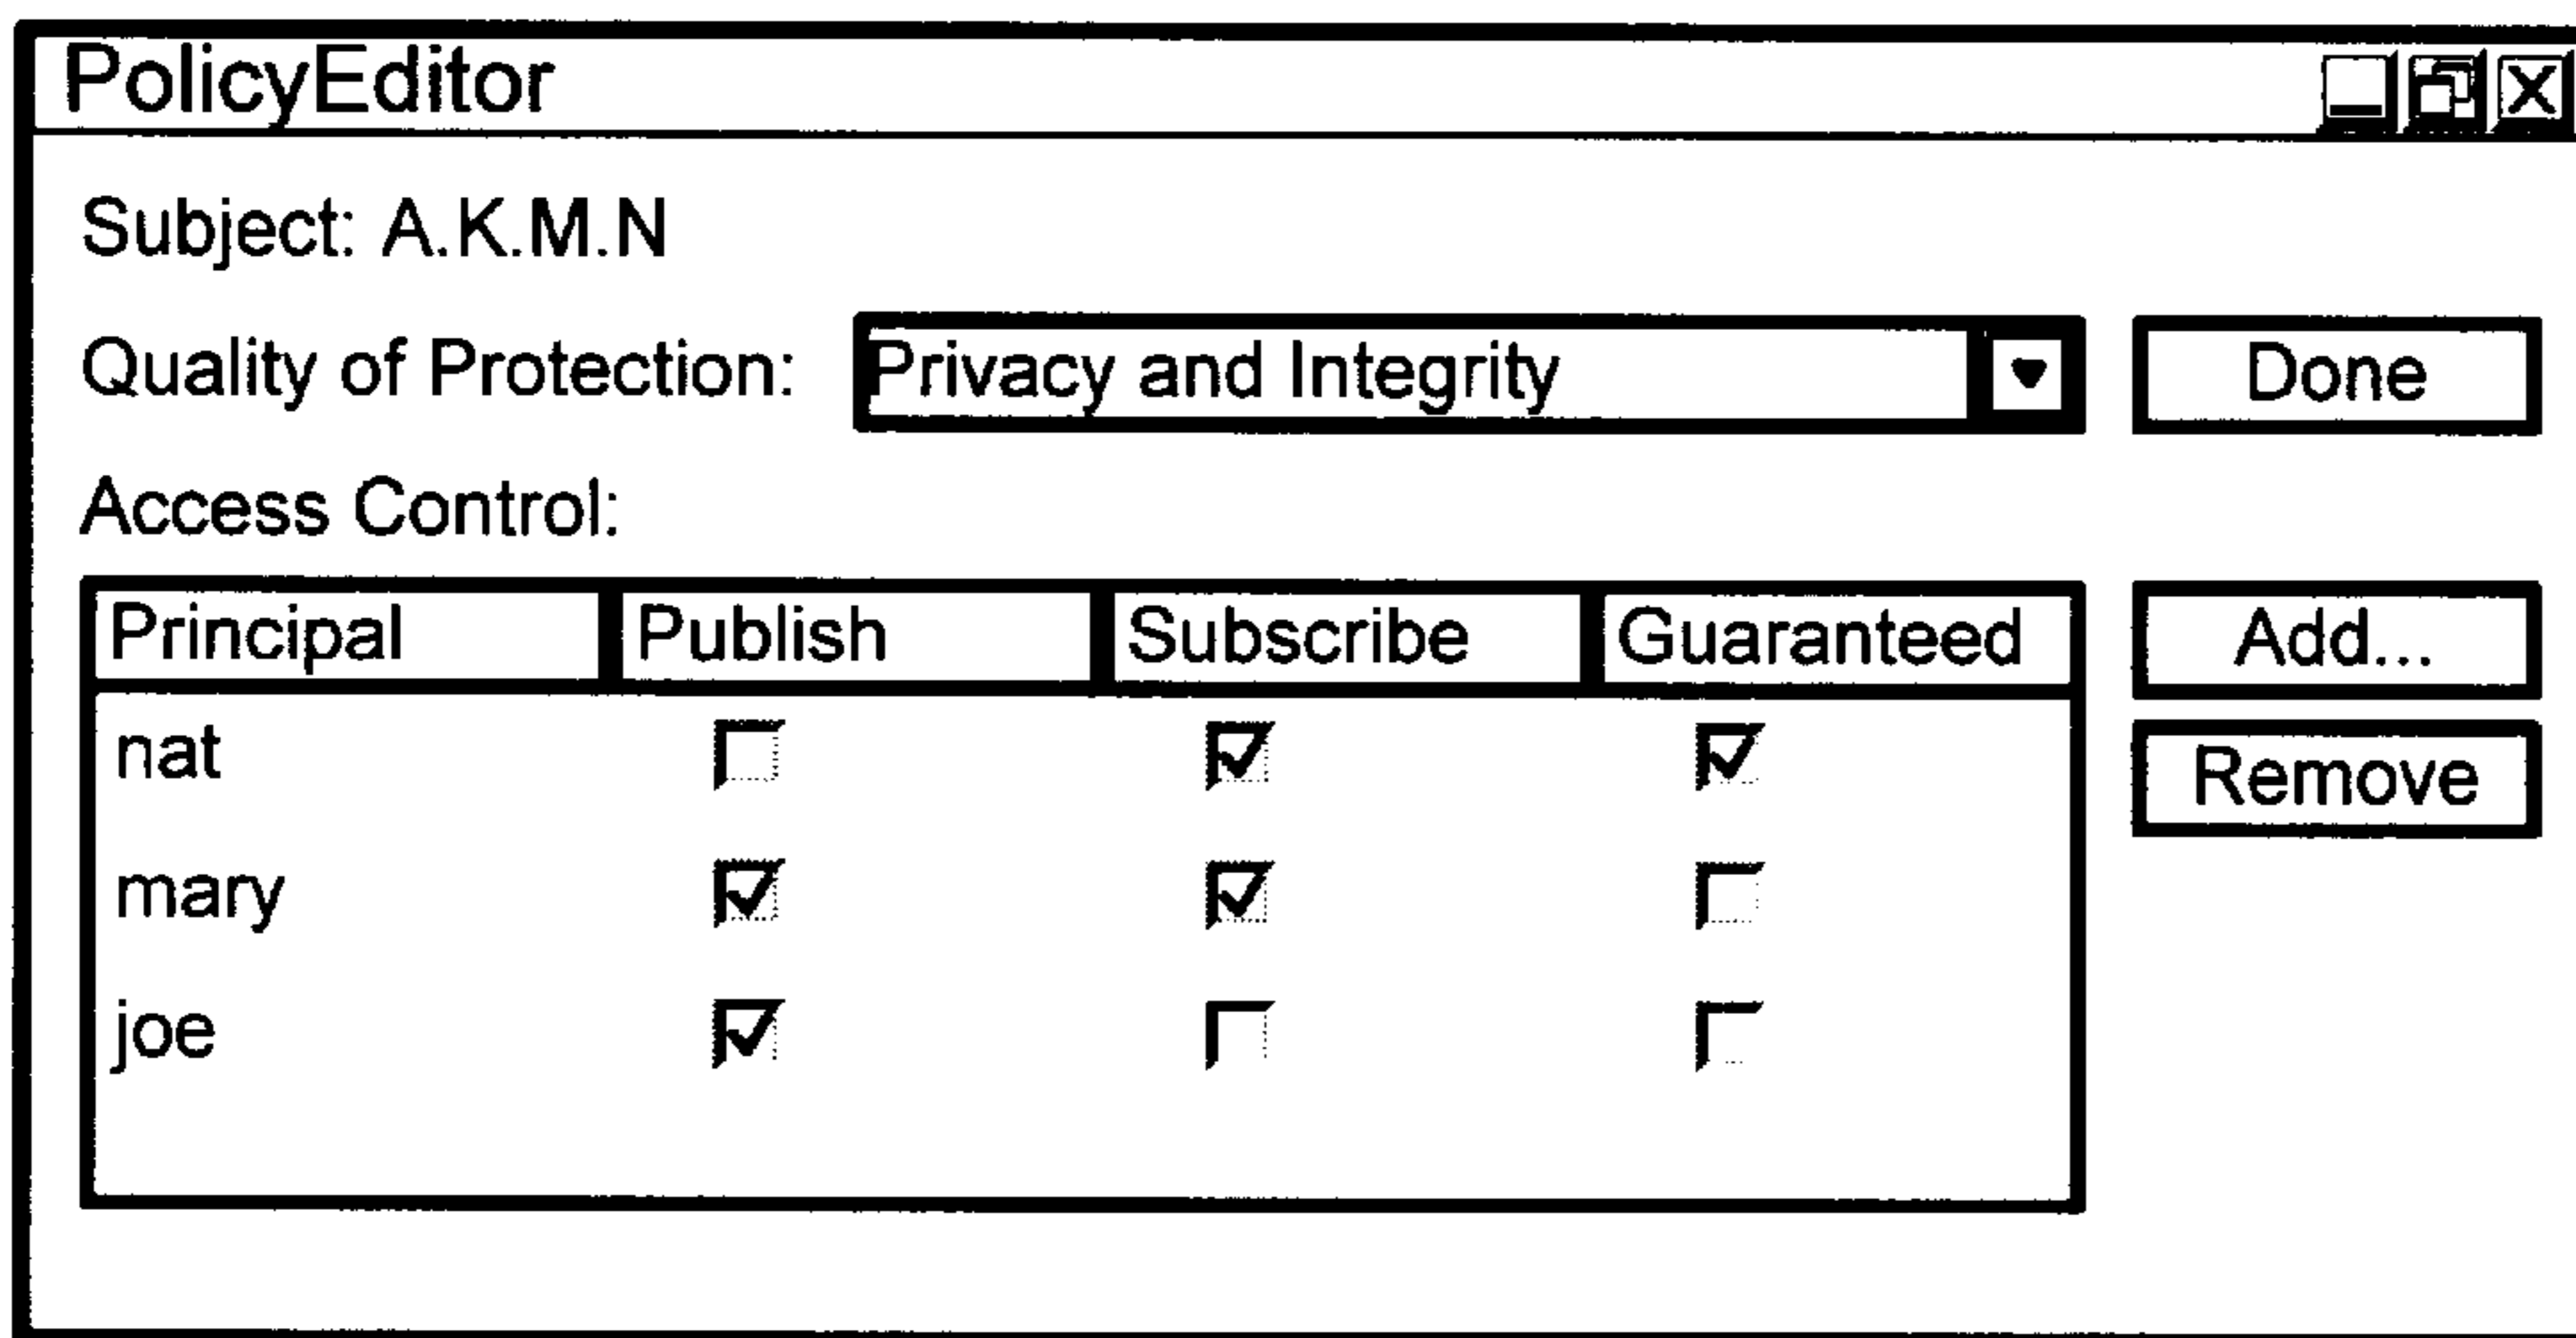 PolicyEditor
Subject: A.K.M.N
Quality of Protection: Privacy and Integrity Done
Access Control:
Principal Publish Subscribe Guaranteed Add...
nat Remove
mary
joe